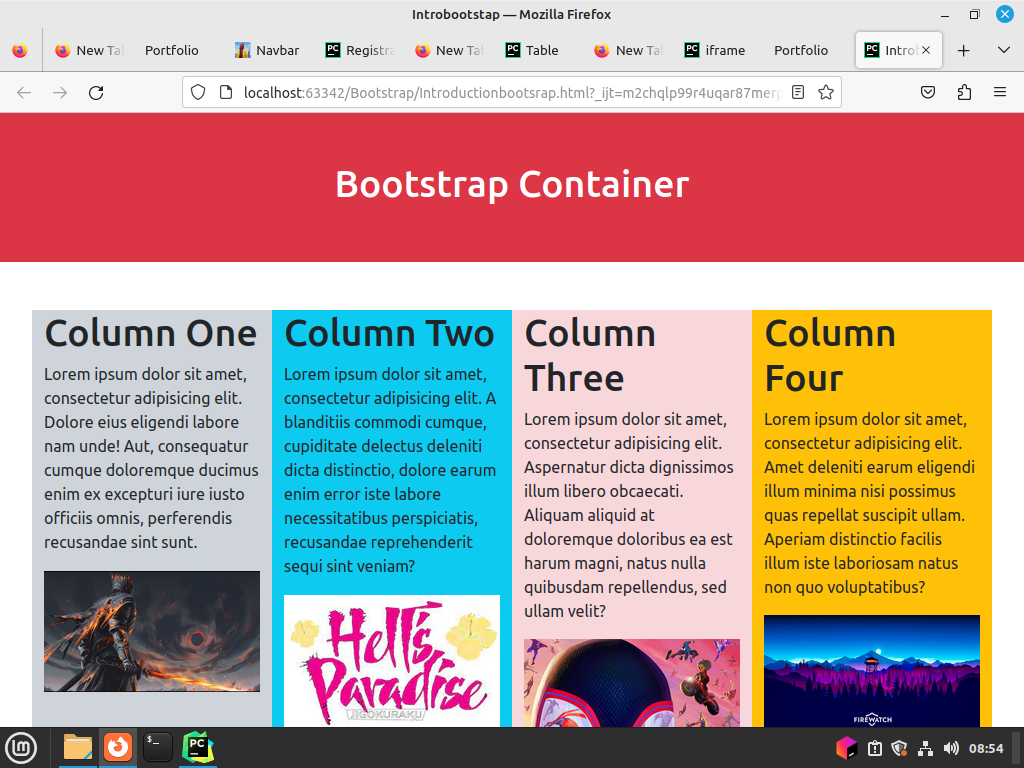 Introbootstap — Mozilla Firefox
New Tab
Portfolio
Navbar
Registra
New Tab
Table
New Tab
iframe
Portfolio
Introb
localhost:63342/Bootstrap/Introductionbootsrap.html?_ijt=m2chqlp99r4uqar87merp
Bootstrap Container
Column One
Lorem ipsum dolor sit amet,
consectetur adipisicing elit.
Dolore eius eligendi labore
nam unde! Aut, consequatur
cumque doloremque ducimus
enim ex excepturi iure iusto
officiis omnis, perferendis
recusandae sint sunt.
Column Two
Lorem ipsum dolor sit amet,
consectetur adipisicing elit. A
blanditiis commodi cumque,
cupiditate delectus deleniti
dicta distinctio, dolore earum
enim error iste labore
necessitatibus perspiciatis,
recusandae reprehenderit
sequi sint veniam?
Hell's
Paradise
JIGOKURAKU
Column
Three
Lorem ipsum dolor sit amet,
consectetur adipisicing elit.
Aspernatur dicta dignissimos
illum libero obcaecati.
Aliquam aliquid at
doloremque doloribus ea est
harum magni, natus nulla
quibusdam repellendus, sed
ullam velit?
Column
Four
Lorem ipsum dolor sit amet,
consectetur adipisicing elit.
Amet deleniti earum eligendi
illum minima nisi possimus
quas repellat suscipit ullam.
Aperiam distinctio facilis
illum iste laboriosam natus
non quo voluptatibus?
FIREWATCH
PC
08:54